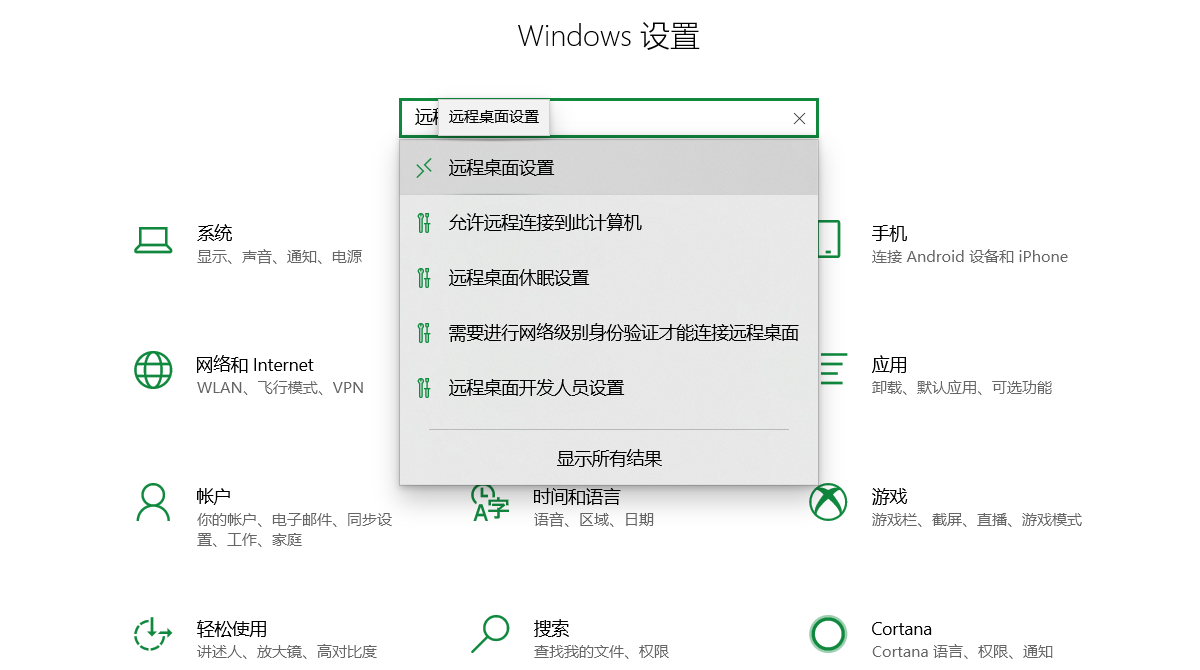 Windows 设置
远程
远程桌面设置
远程桌面设置
允许远程连接到此计算机
远程桌面休眠设置
需要进行网络级别身份验证才能连接远程桌面
远程桌面开发人员设置
显示所有结果
系统
显示、声音、通知、电源
手机
连接 Android 设备和 iPhone
网络和 Internet
WLAN、飞行模式、VPN
应用
卸载、默认应用、可选功能
帐户
你的帐户、电子邮件、同步设
置、工作、家庭
时间和语言
语音、区域、日期
游戏
游戏栏、截屏、直播、游戏模式
轻松使用
讲述人、放大镜、高对比度
搜索
查找我的文件、权限
Cortana
Cortana 语言、权限、通知